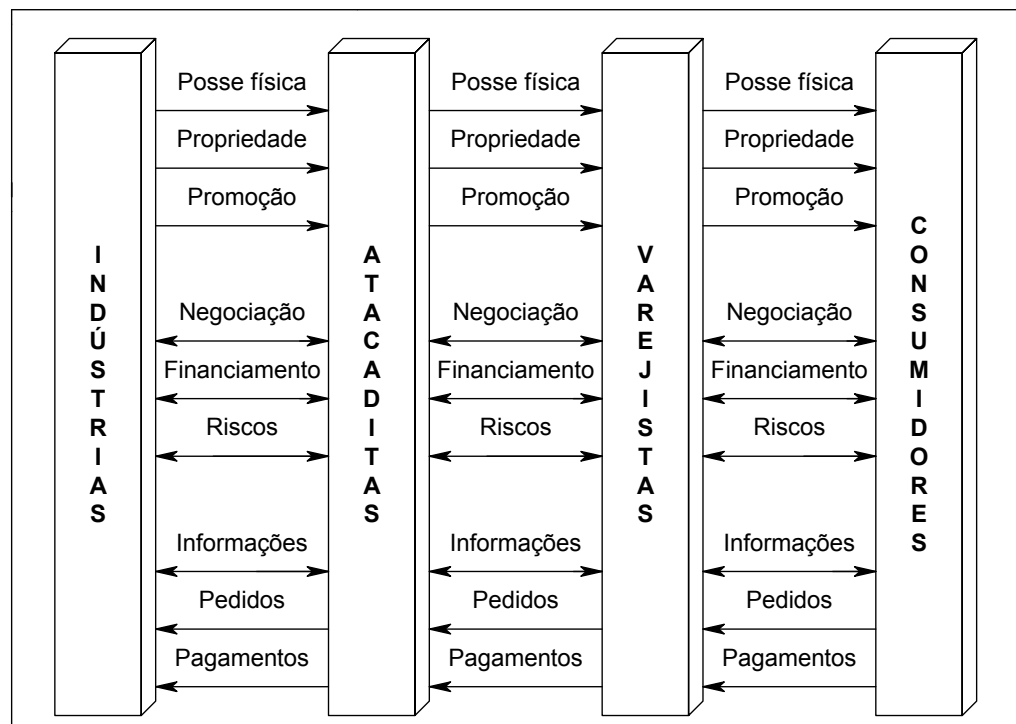 Posse física Posse física Posse física
Propriedade Propriedade Propriedade
Promoção Promoção Promoção
INDÚSTRIAS
ATACADITAS
VAREJISTAS
CONSUMIDORES
Negociação Negociação Negociação
Financiamento Financiamento Financiamento
Riscos Riscos Riscos
Informações Informações Informações
Pedidos Pedidos Pedidos
Pagamentos Pagamentos Pagamentos